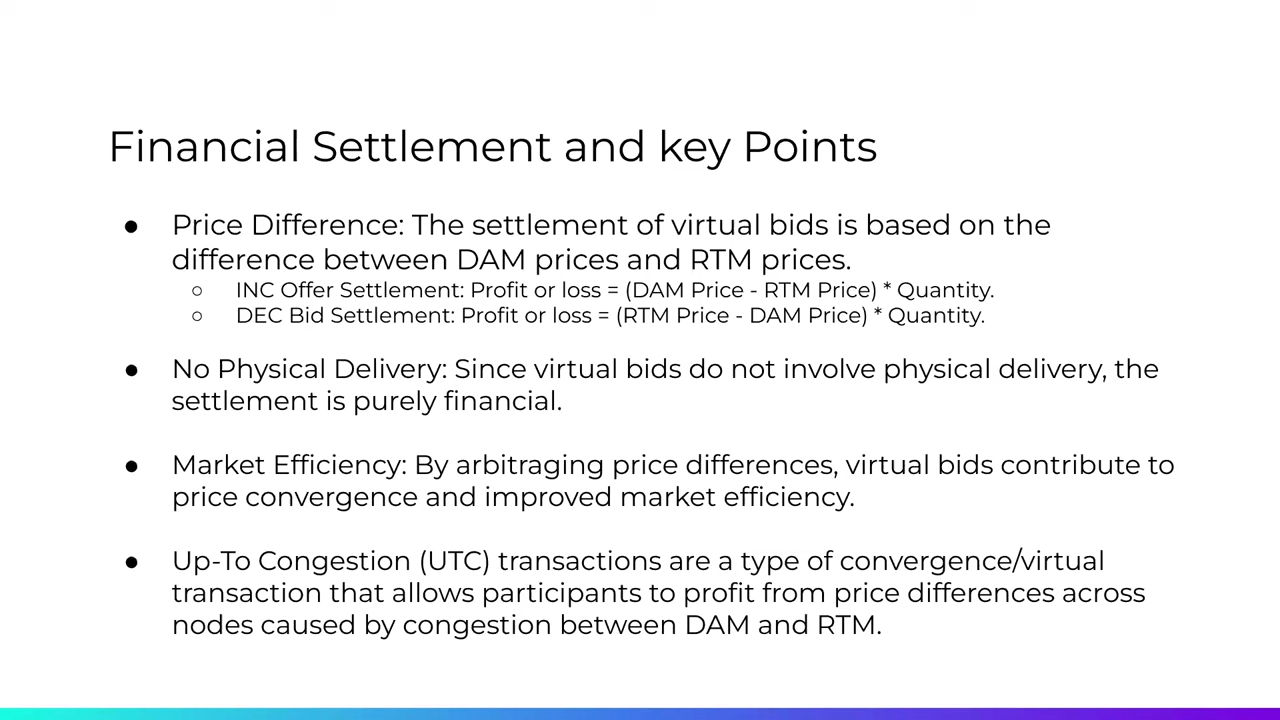 Financial Settlement and key Points
● Price Difference: The settlement of virtual bids is based on the
difference between DAM prices and RTM prices.
○ INC Offer Settlement: Profit or loss = (DAM Price - RTM Price) * Quantity.
○ DEC Bid Settlement: Profit or loss = (RTM Price - DAM Price) * Quantity.
● No Physical Delivery: Since virtual bids do not involve physical delivery, the
settlement is purely financial.
● Market Efficiency: By arbitraging price differences, virtual bids contribute to
price convergence and improved market efficiency.
● Up-To Congestion (UTC) transactions are a type of convergence/virtual
transaction that allows participants to profit from price differences across
nodes caused by congestion between DAM and RTM.